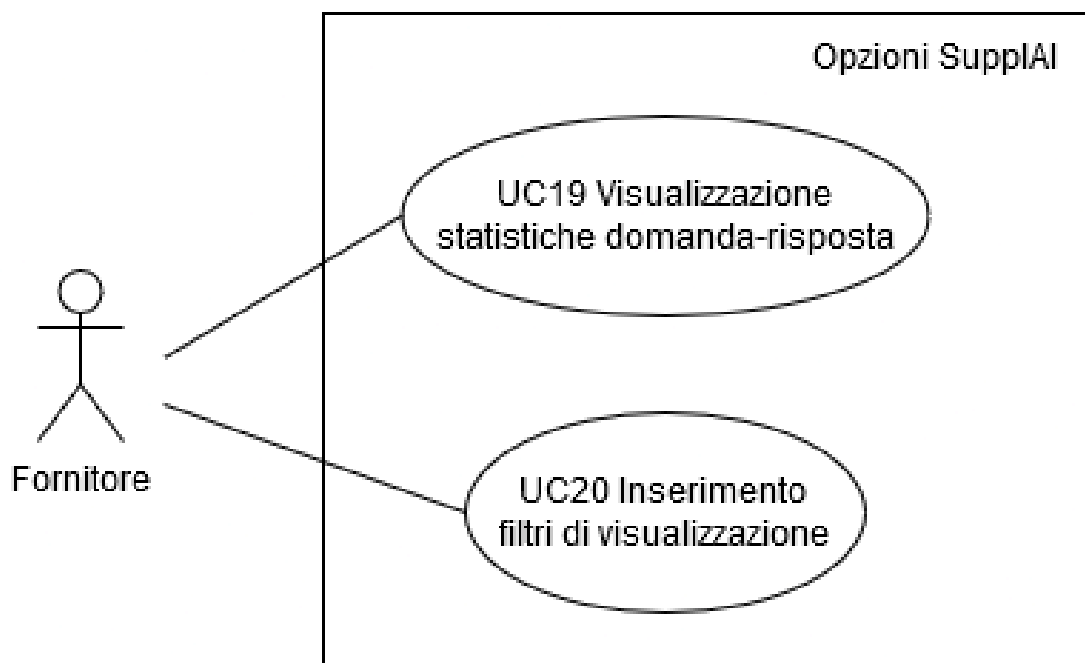 Opzioni SupplAI
UC19 Visualizzazione
statistiche domanda-risposta
Fornitore
UC20 Inserimento
filtri di visualizzazione